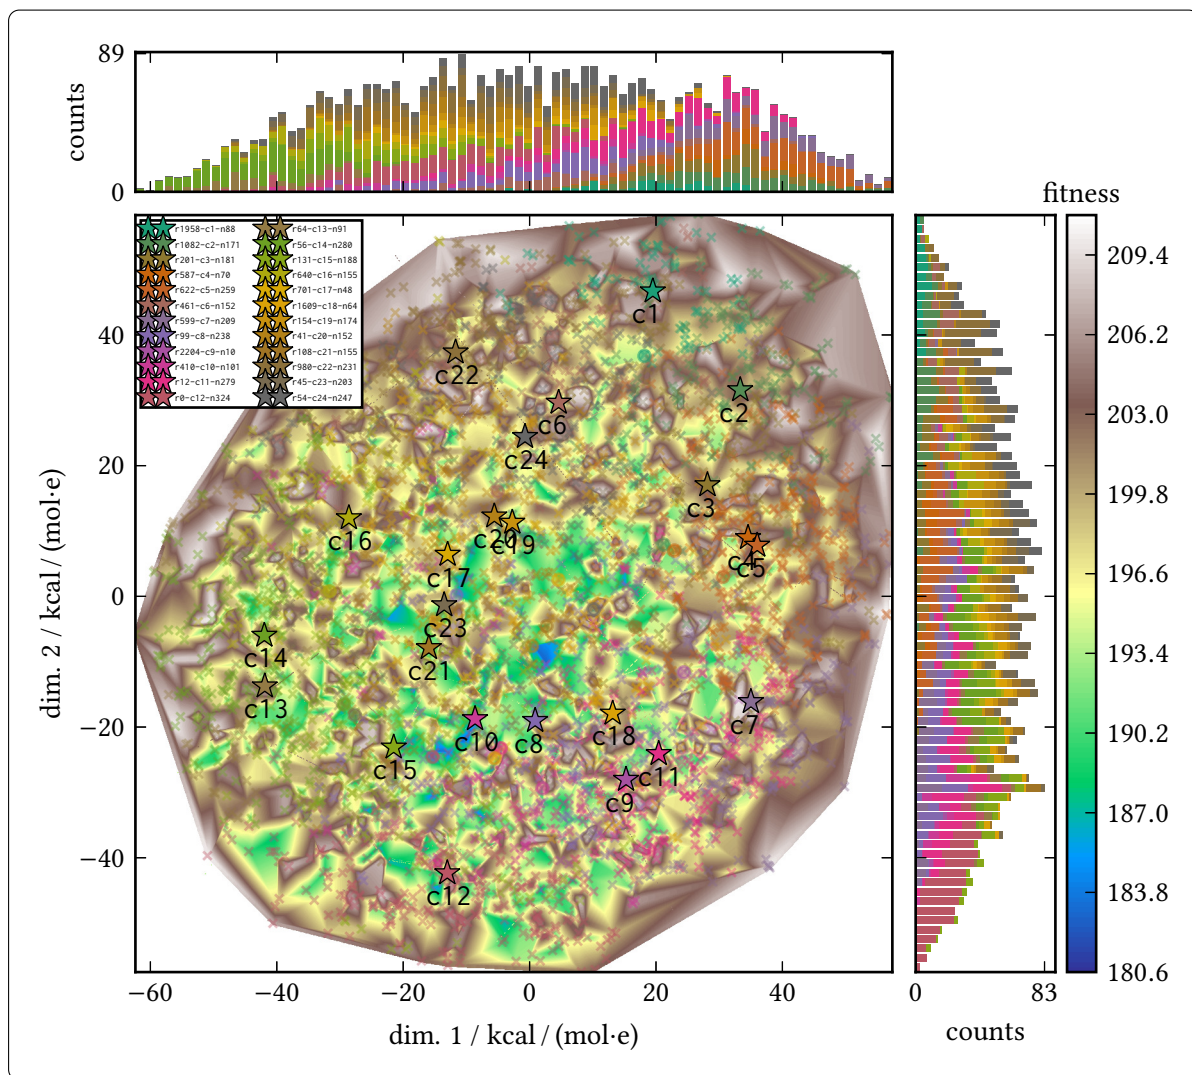 89
counts
0
fitness
r1958-c1-n88
r1082-c2-n171
r201-c3-n181
r587-c4-n70
r622-c5-n259
r461-c6-n152
r599-c7-n209
r99-c8-n238
r2204-c9-n10
r410-c10-n101
r12-c11-n279
r0-c12-n324
r64-c13-n91
r56-c14-n280
r131-c15-n188
r640-c16-n155
r701-c17-n48
r1609-c18-n64
r154-c19-n174
r41-c20-n152
r108-c21-n155
r980-c22-n231
r45-c23-n203
r54-c24-n247
c1
c22
c2
c6
c24
c3
c16
c20
c19
c4
c5
c17
c23
c14
c21
c13
c7
c10
c8
c18
c15
c11
c9
c12
40
20
0
−20
−40
dim. 2 / kcal / (mol·e)
−60
−40
−20
0
20
40
dim. 1 / kcal / (mol·e)
0
83
counts
209.4
206.2
203.0
199.8
196.6
193.4
190.2
187.0
183.8
180.6